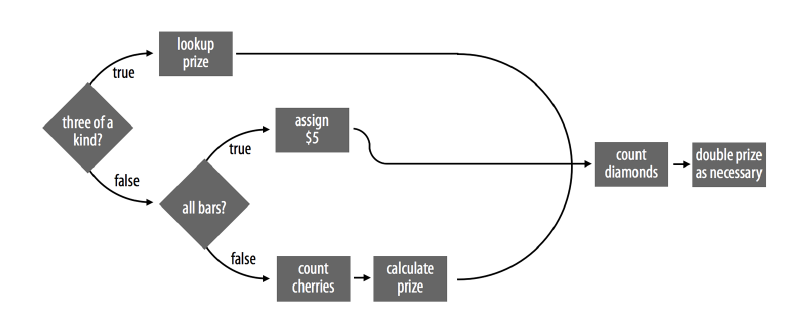 lookup
prize
true
three of a
kind?
false
assign
$5
true
all bars?
false
count
cherries
calculate
prize
count
diamonds
double prize
as necessary